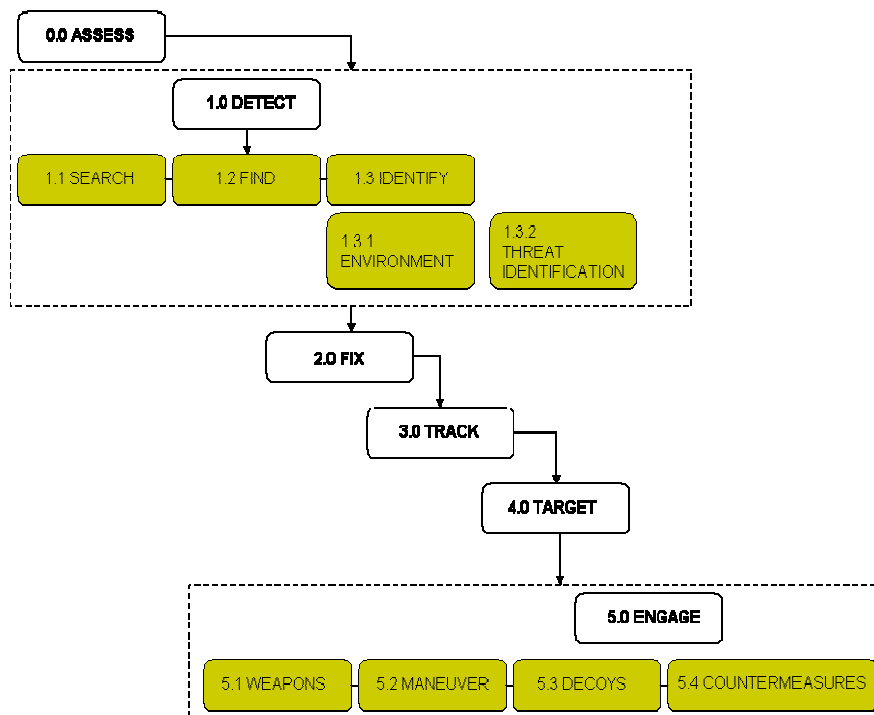 0.0 ASSESS
1.0 DETECT
1.1 SEARCH
1.2 FIND
1.3 IDENTIFY
1.3.1
ENVIRONMENT
1.3.2
THREAT
IDENTIFICATION
2.0 FIX
3.0 TRACK
4.0 TARGET
5.0 ENGAGE
5.1 WEAPONS
5.2 MANEUVER
5.3 DECOYS
5.4 COUNTERMEASURES